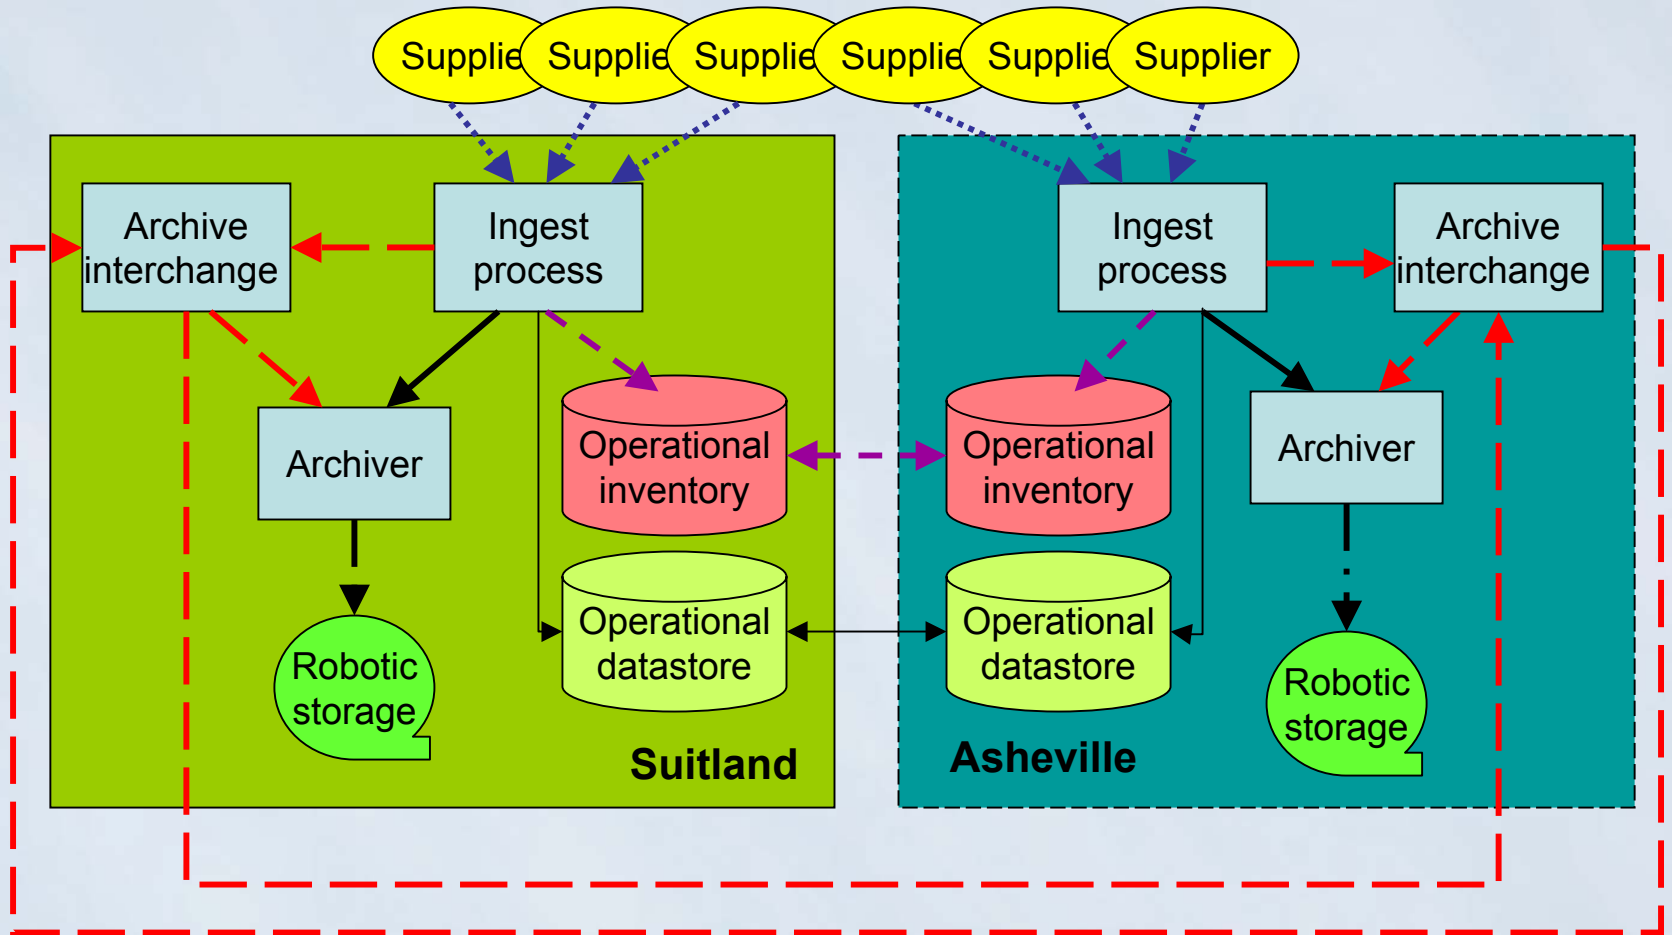 Supplie
Supplie
Supplie
Supplie
Supplie
Supplier
Archive
interchange
Ingest
process
Ingest
process
Archive
interchange
Archiver
Operational
inventory
Operational
inventory
Archiver
Robotic
storage
Operational
datastore
Operational
datastore
Robotic
storage
Suitland
Asheville